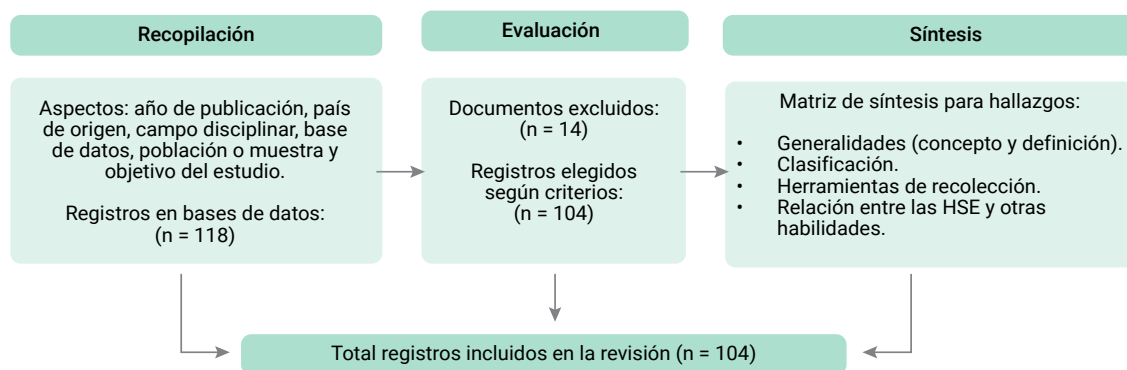 Recopilación
Aspectos: año de publicación, país
de origen, campo disciplinar, base
de datos, población o muestra y
objetivo del estudio.
Registros en bases de datos:
(n = 118)
Evaluación
Documentos excluidos:
(n = 14)
Registros elegidos
según criterios:
(n = 104)
Síntesis
Matriz de síntesis para hallazgos:
• Generalidades (concepto y definición).
• Clasificación.
• Herramientas de recolección.
• Relación entre las HSE y otras
habilidades.
Total registros incluidos en la revisión (n = 104)